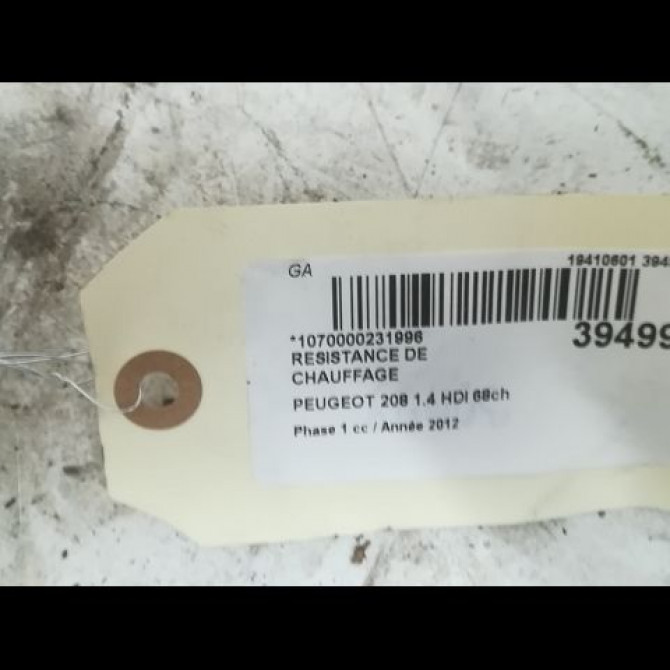 GA
19410601 394
*1070000231996
39499
RESISTANCE DE
CHAUFFAGE
PEUGEOT 208 1.4 HDI 68ch
Phase 1 cc / Année 2012